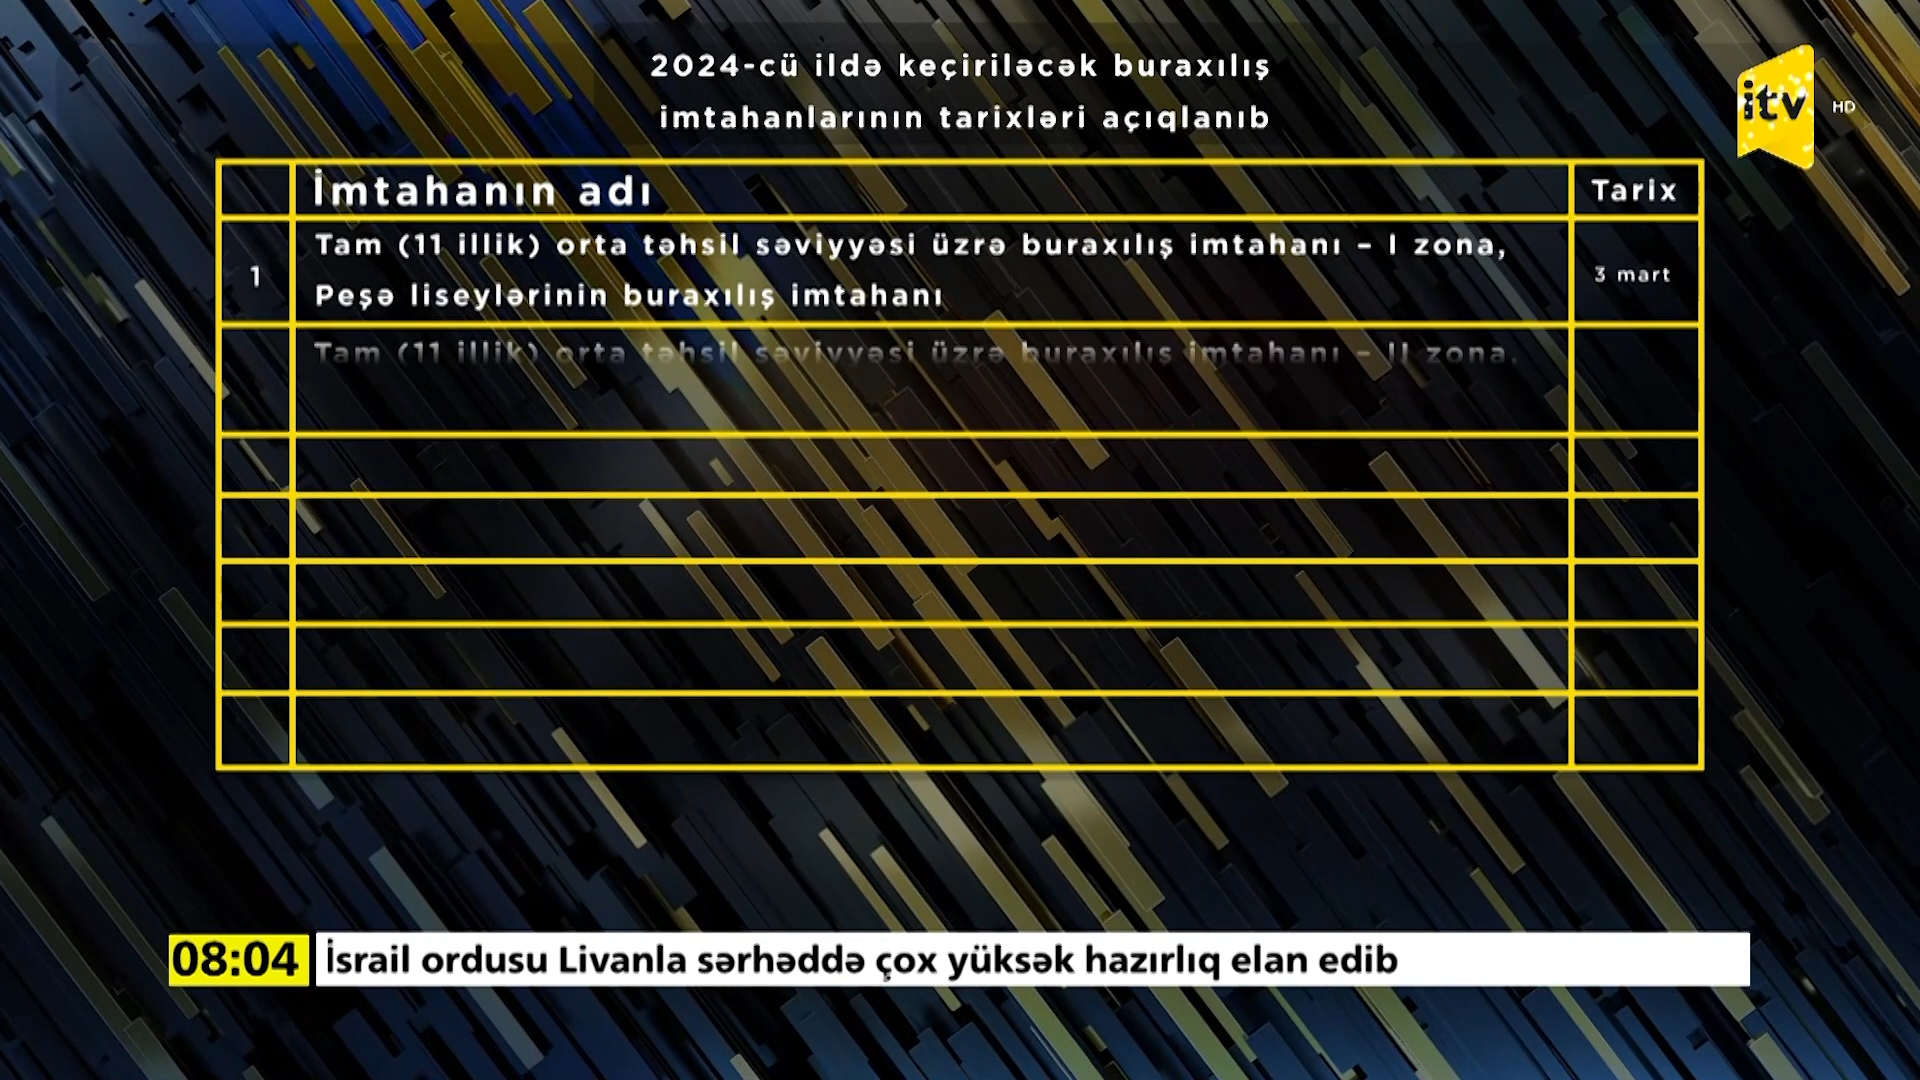 2024-cü ildə keçiriləcək buraxılış
imtahanlarının tarixləri açıqlanıb
itv HD
İmtahanın adı
Tarix
1
Tam (11 illik) orta təhsil səviyyəsi üzrə buraxılış imtahanı – I zona,
Peşə liseylərinin buraxılış imtahanı
3 mart
Tam (11 illik) orta təhsil səviyyəsi üzrə buraxılış imtahanı – II zona,
08:04 İsrail ordusu Livanla sərhəddə çox yüksək hazırlıq elan edib